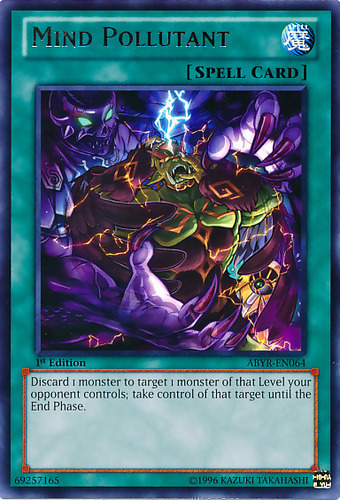 MIND POLLUTANT
魔
[SPELL CARD]
1st Edition
ABYR-EN064
Discard 1 monster to target 1 monster of that Level your
opponent controls; take control of that target until the
End Phase.
69257165
©1996 KAZUKI TAKAHASHI